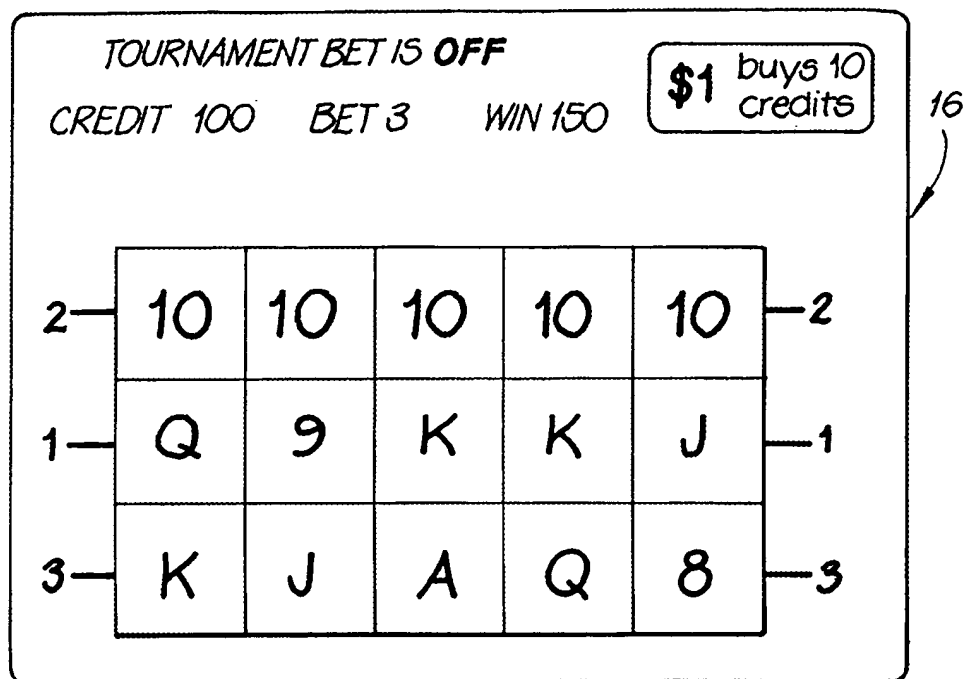 TOURNAMENT BET IS OFF
$1 buys 10
credits
CREDIT 100 BET 3 WIN 150
16
2 10 10 10 10 10 2
1 Q 9 K K J 1
3 K J A Q 8 3